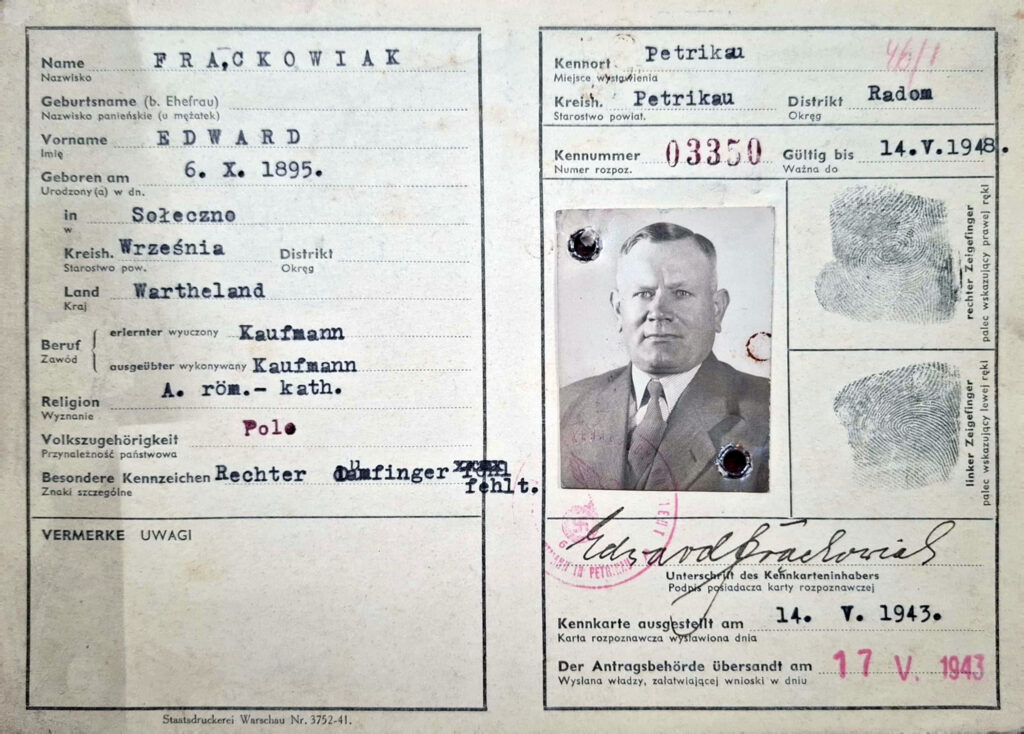 Name FRĄCKOWIAK
Nazwisko
Geburtsname (b. Ehefrau)
Nazwisko panieńskie (u mężatek)
Vorname EDWARD
Imię
Geboren am 6. X. 1895.
Urodzony(a) w dn.
in Sołeczno
w
Kreish. Września Distrikt
Starostwo pow. Okręg
Land Wartheland
Kraj
Beruf
Zawód
erlernter wyuczony Kaufmann
ausgeübter wykonywany Kaufmann
A. röm.- kath.
Religion
Wyznanie
Pole
Volkszugehörigkeit
Przynależność państwowa
Besondere Kennzeichen Rechter Daumfinger
Znaki szczególne fehlt.
VERMERKE UWAGI
Staatsdruckerei Warschau Nr. 3752-41.
Kennort Petrikau
Miejsce wystawienia
Kreish. Petrikau Distrikt Radom
Starostwo powiat. Okręg
Kennummer 03350 Gültig bis 14.V.1948.
Numer rozpoz. Ważna do
rechter Zeigefinger
palec wskazujący prawej ręki
linker Zeigefinger
palec wskazujący lewej ręki
IN PETRIKAU
Edward Frąckowiak
Unterschrift des Kennkarteninhabers
Podpis posiadacza karty rozpoznawczej
Kennkarte ausgestellt am 14. V. 1943.
Karta rozpoznawcza wystawiona dnia
Der Antragsbehörde übersandt am 17 V. 1943
Wysłana władzy, załatwiającej wnioski w dniu